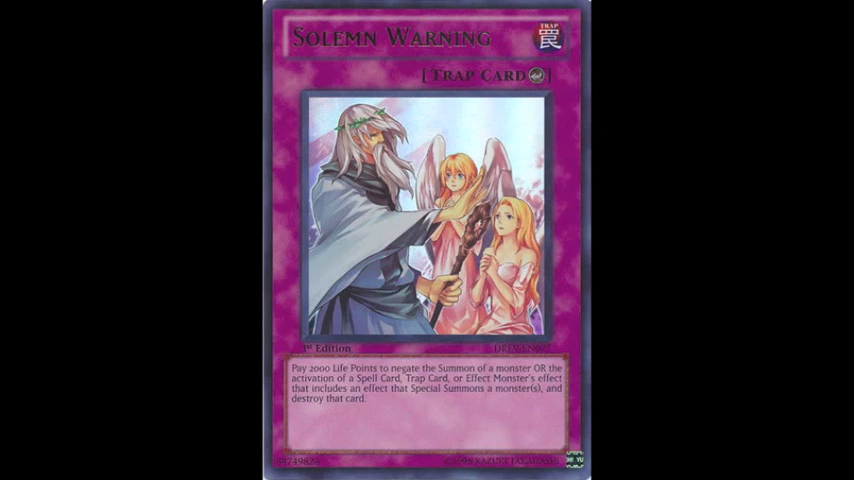 SOLEMN WARNING
TRAP
罠
[TRAP CARD]
1st Edition
Pay 2000 Life Points to negate the Summon of a monster OR the
activation of a Spell Card, Trap Card, or Effect Monster's effect
that includes an effect that Special Summons a monster(s), and
destroy that card.